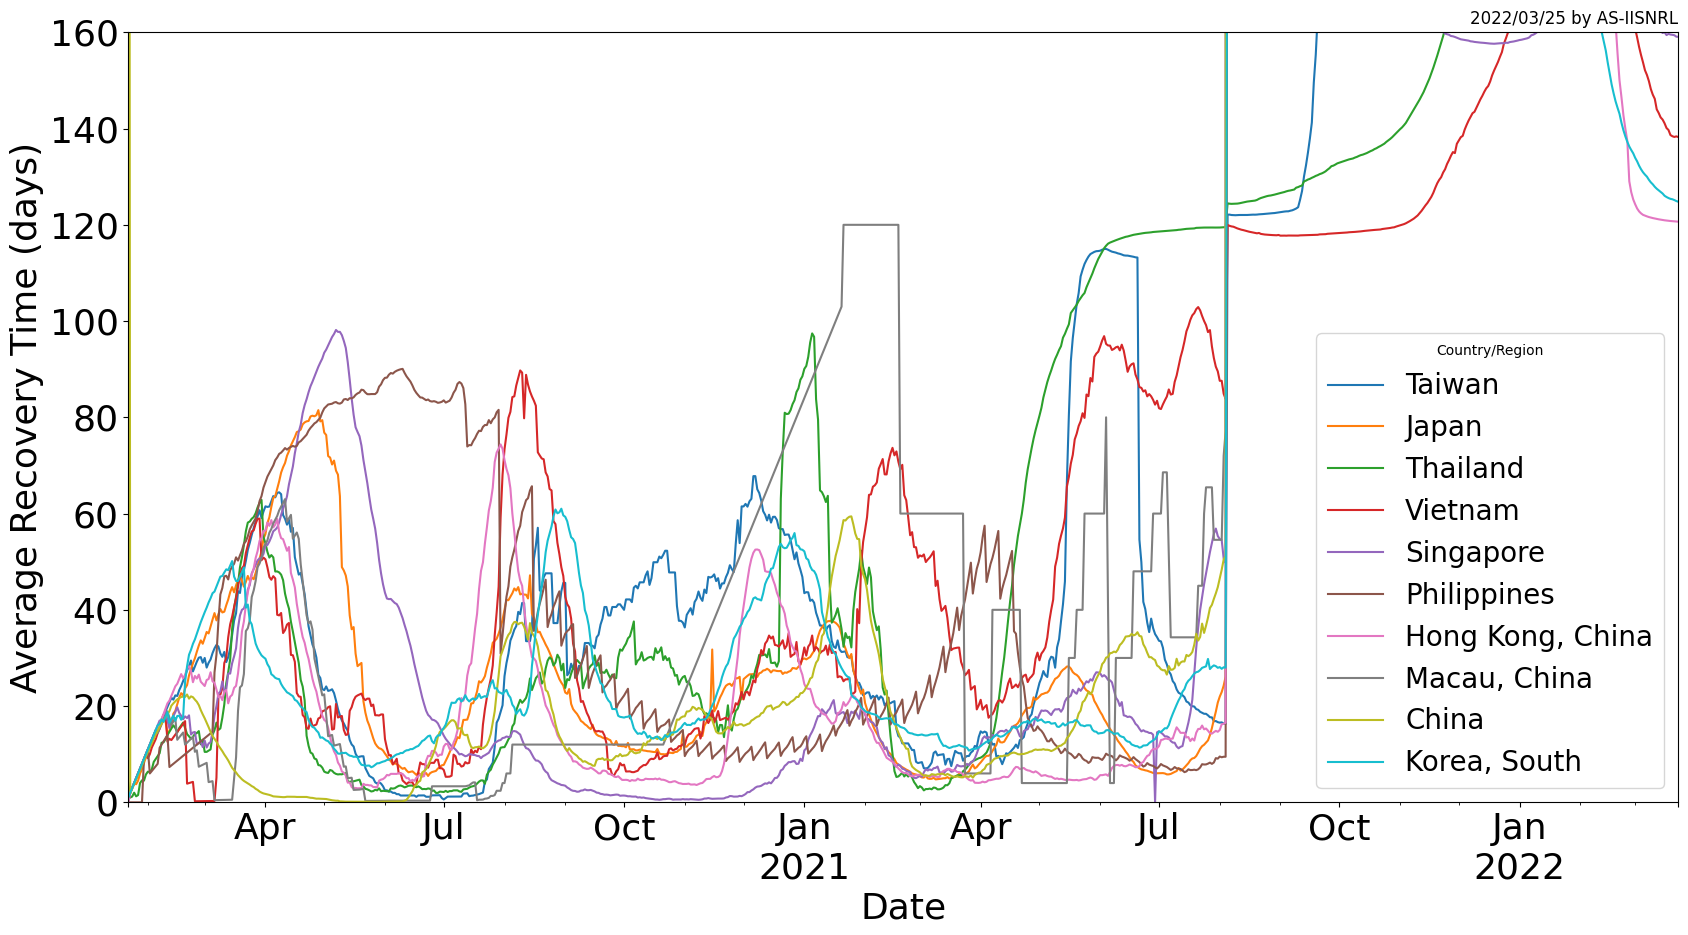 2022/03/25 by AS-IISNRL
160
140
120
100
80
60
40
20
0
Average Recovery Time (days)
Country/Region
Taiwan
Japan
Thailand
Vietnam
Singapore
Philippines
Hong Kong, China
Macau, China
China
Korea, South
Apr
Jul
Oct
Jan
2021
Apr
Jul
Oct
Jan
2022
Date